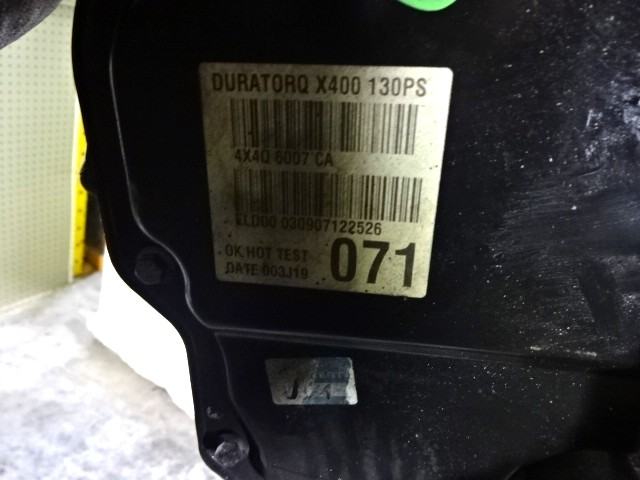 DURATORQ X400 130PS
4X4Q 6007 CA
ELD00 030907122526
OK HOT TEST
DATE 003J19
071